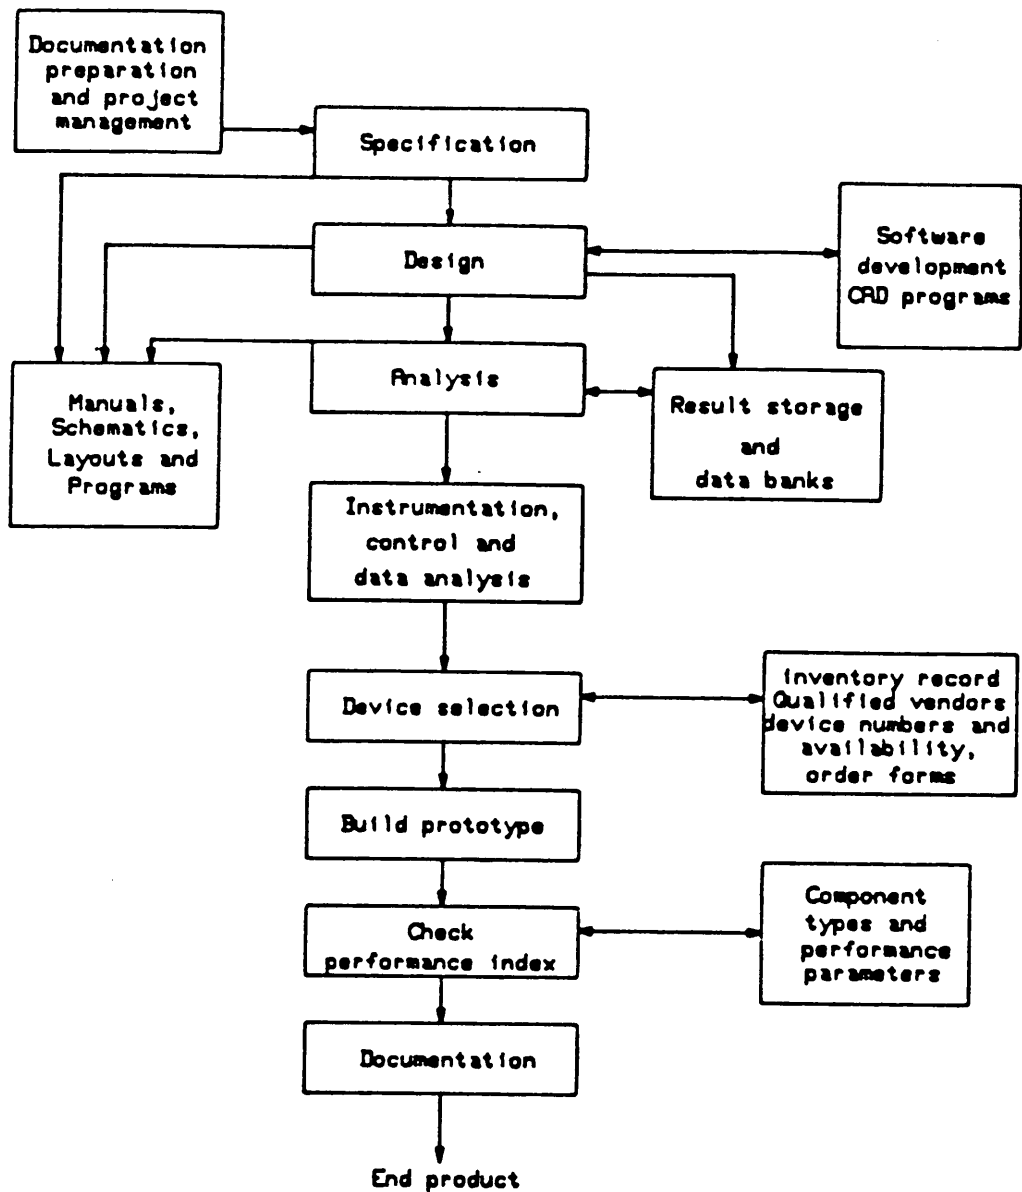 Documentation
preparation
and project
management
Specification
Design
Software
development
CAD programs
Analysis
Manuals,
Schematics,
Layouts and
Programs
Result storage
and
data banks
Instrumentation,
control and
data analysis
Device selection
inventory record
Qualified vendors
device numbers and
availability,
order forms
Build prototype
Check
performance index
Component
types and
performance
parameters
Documentation
End product